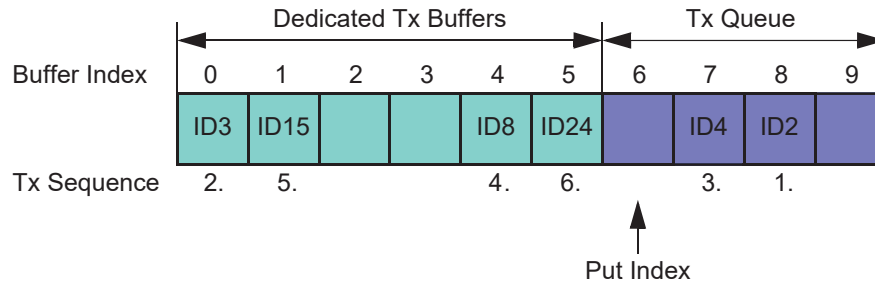 Dedicated Tx Buffers Tx Queue
Buffer Index 0 1 2 3 4 5 6 7 8 9
ID3 ID15 ID8 ID24 ID4 ID2
Tx Sequence 2. 5. 4. 6. 3. 1.
Put Index